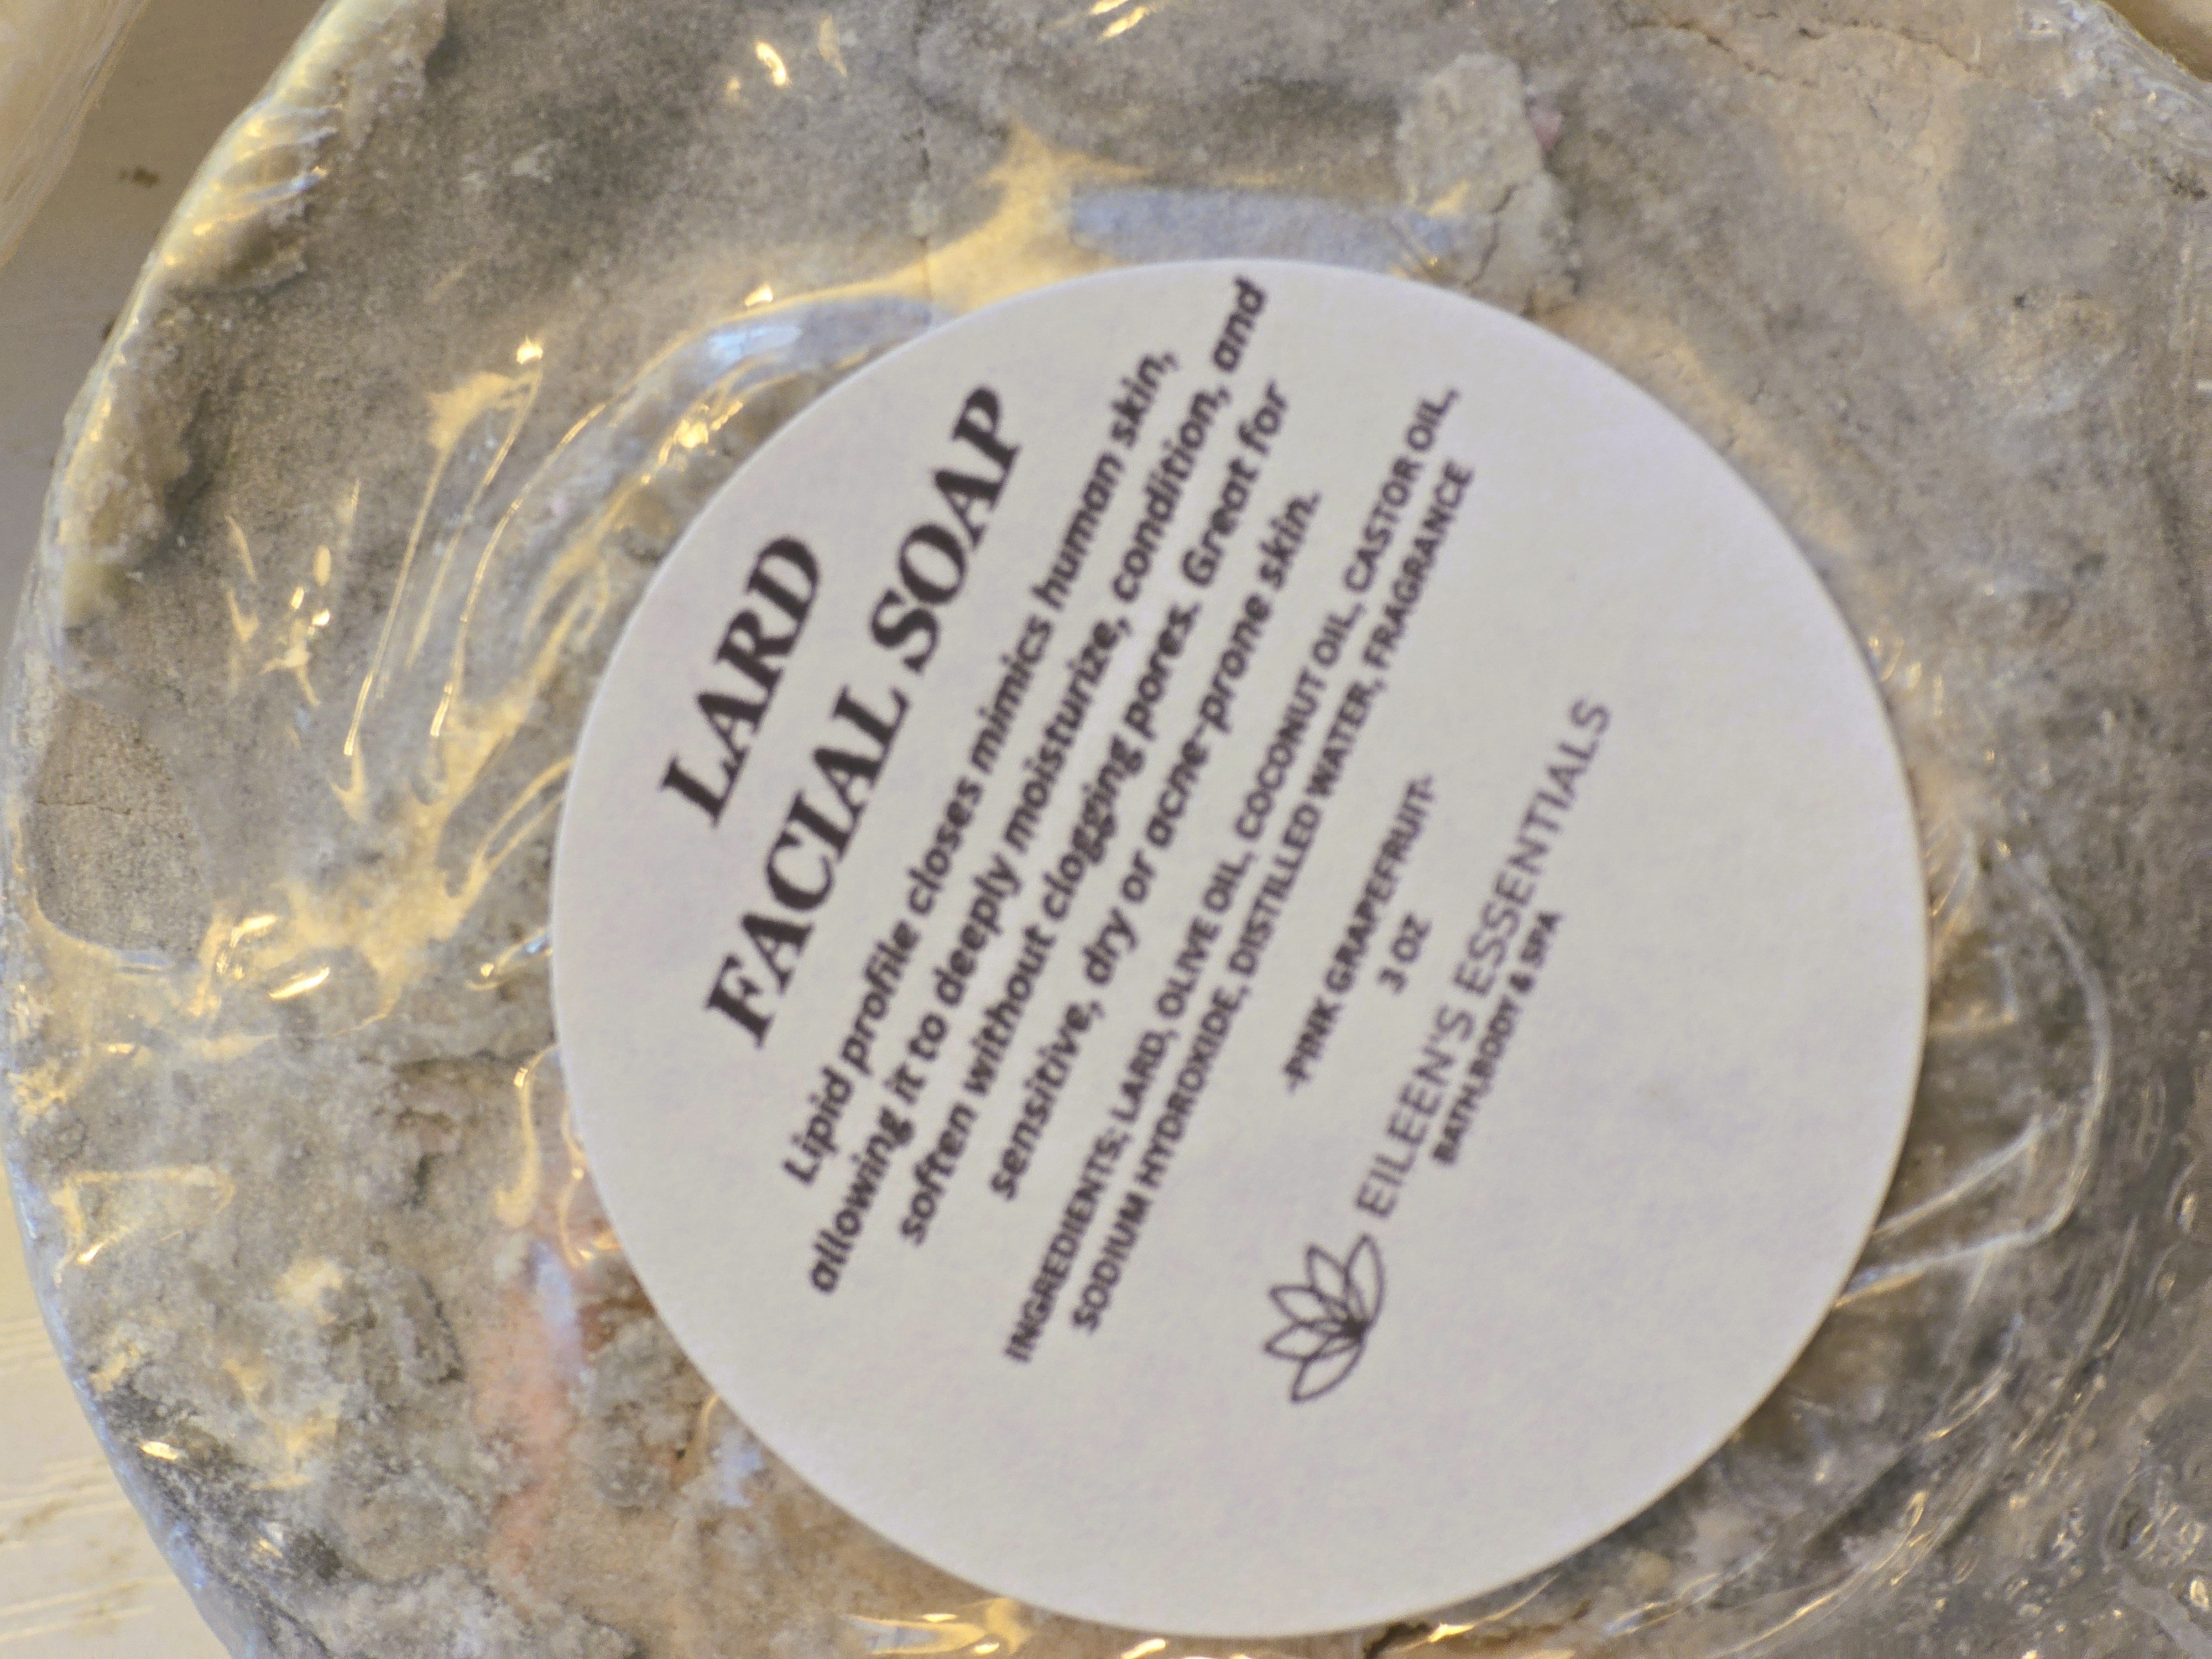 LARD
FACIAL SOAP
Lipid profile closes mimics human skin,
allowing it to deeply moisturize, condition, and
soften without clogging pores. Great for
sensitive, dry or acne-prone skin.
INGREDIENTS: LARD, OLIVE OIL, COCONUT OIL, CASTOR OIL,
SODIUM HYDROXIDE, DISTILLED WATER, FRAGRANCE
-PINK GRAPEFRUIT-
3 OZ
EILEEN'S ESSENTIALS
BATH,BODY & SPA